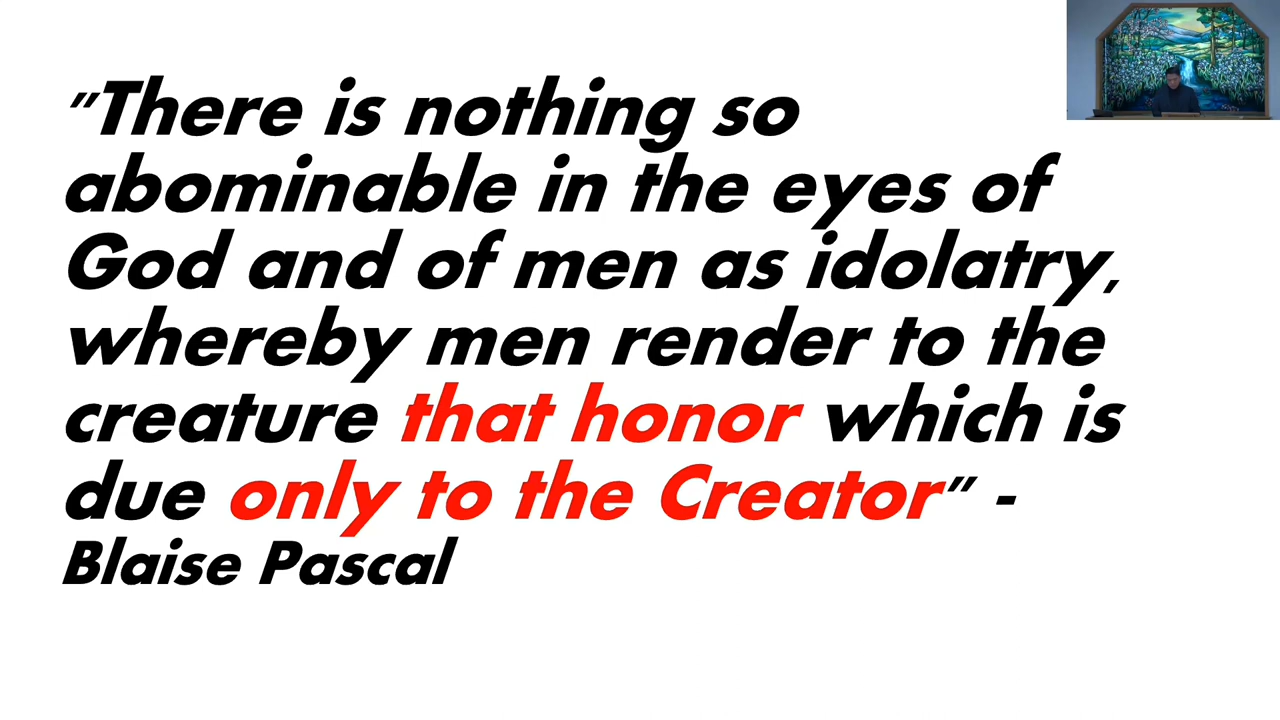 "There is nothing so
abominable in the eyes of
God and of men as idolatry,
whereby men render to the
creature that honor which is
due only to the Creator" -
Blaise Pascal